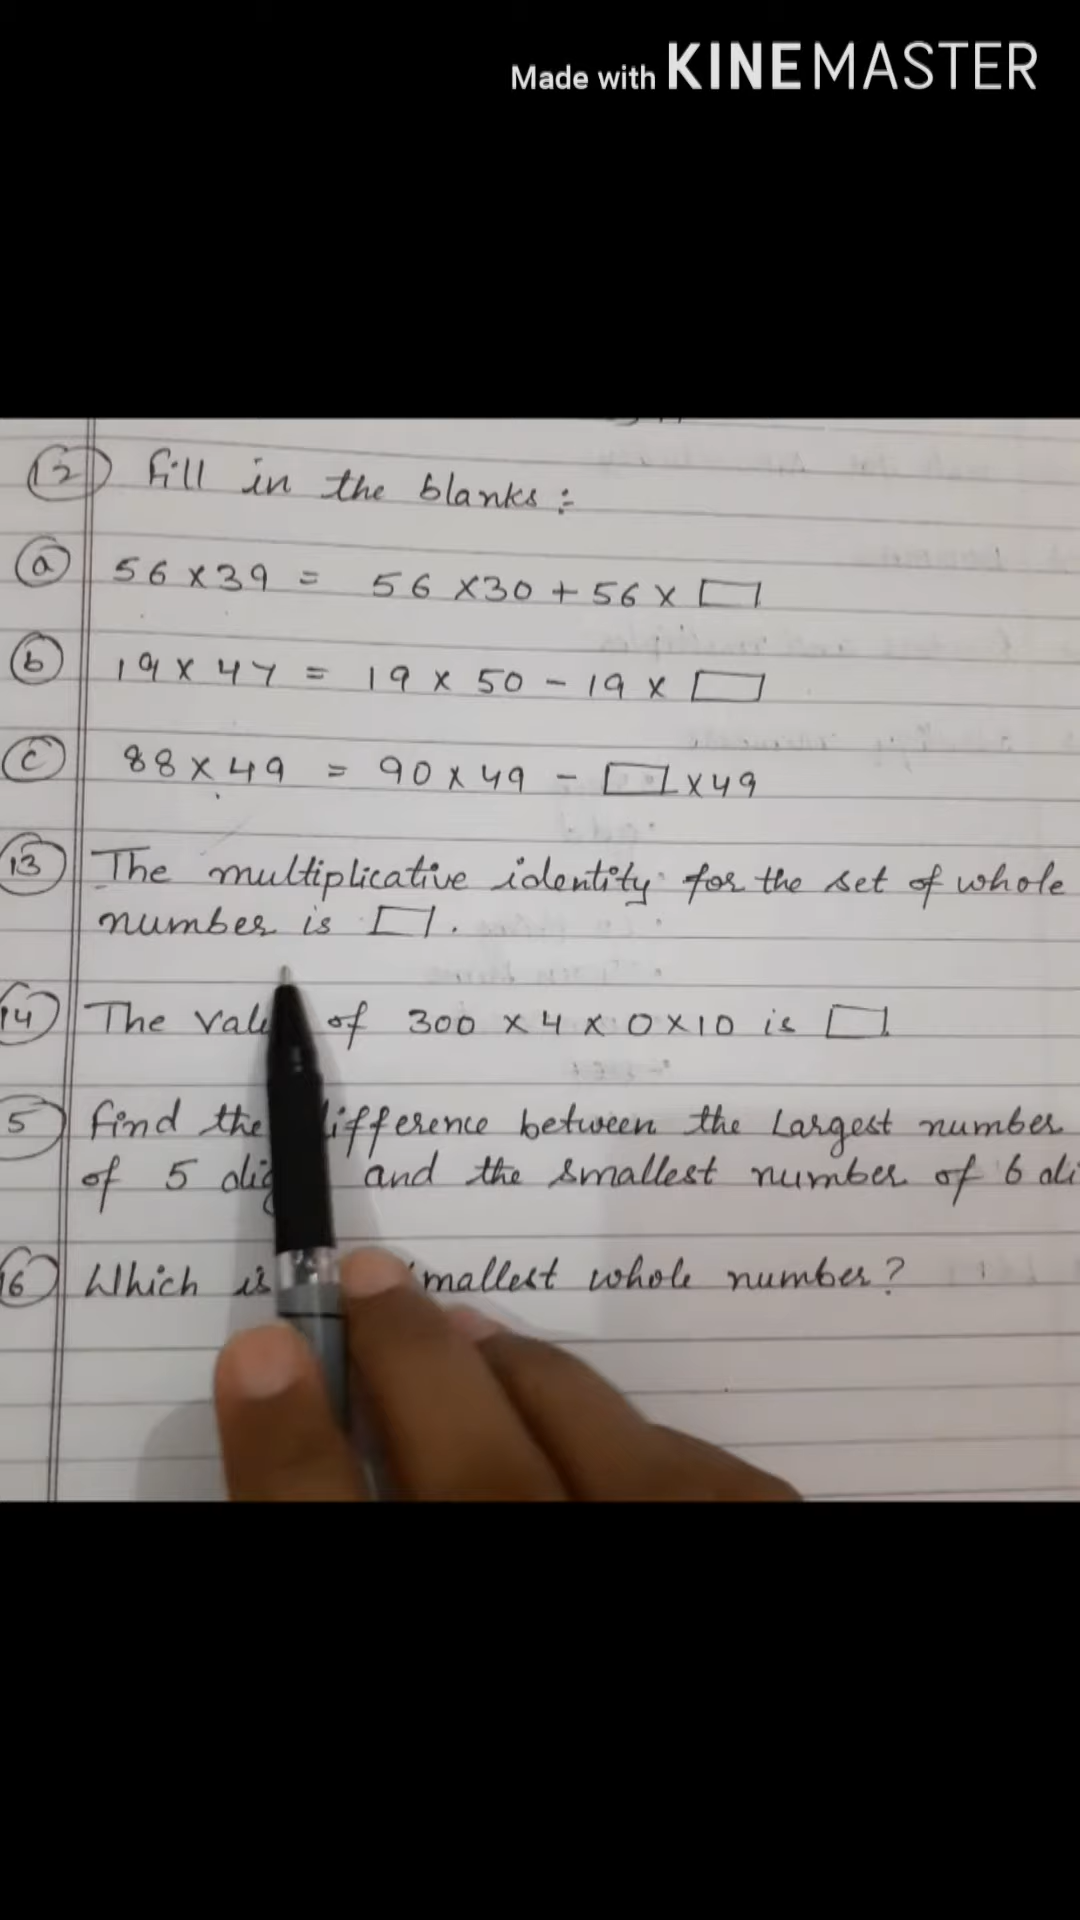 Made with KINEMASTER
12 Fill in the blanks :
a 56 × 39 = 56 × 30 + 56 × □
b 19 × 47 = 19 × 50 - 19 × □
c 88 × 49 = 90 × 49 - □ × 49
13 The multiplicative identity for the set of whole
number is □.
14 The of 300 × 4 × 0 × 10 is □
5 Find the between the Largest number
of 5 and the smallest number of 6
16 Which is whole number?